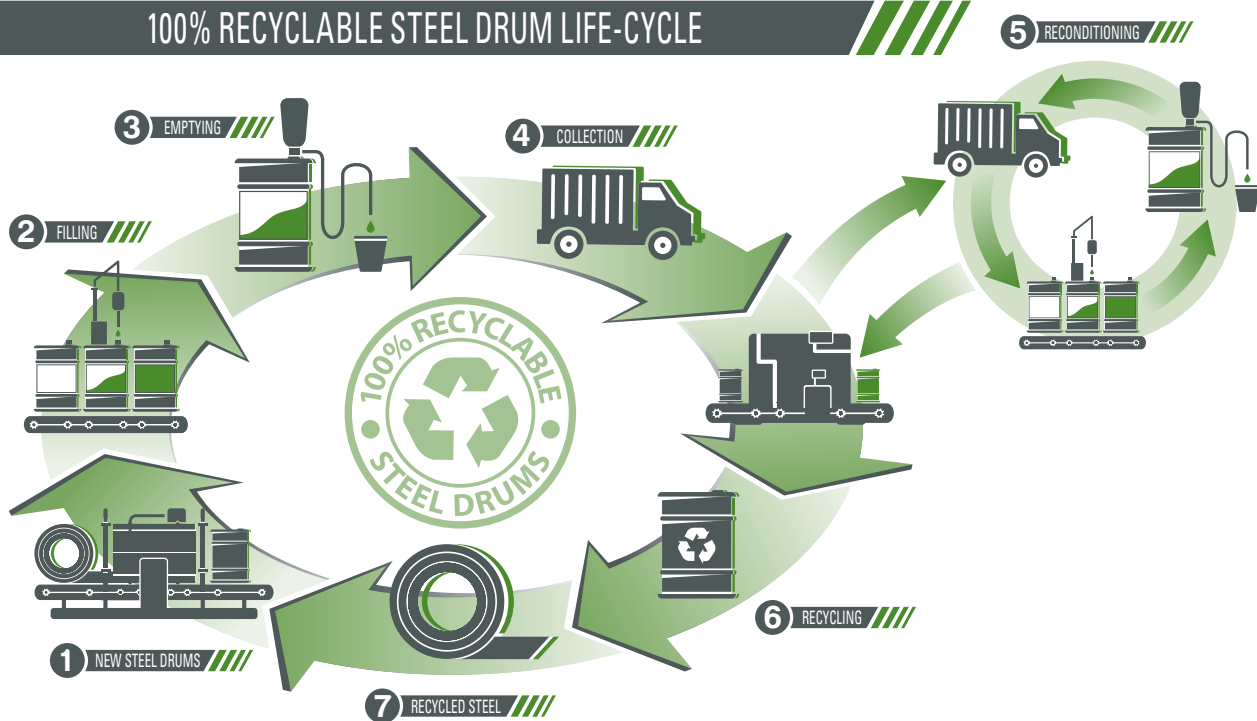 100% RECYCLABLE STEEL DRUM LIFE-CYCLE
5 RECONDITIONING
3 EMPTYING
4 COLLECTION
2 FILLING
100% RECYCLABLE
STEEL DRUMS
6 RECYCLING
1 NEW STEEL DRUMS
7 RECYCLED STEEL